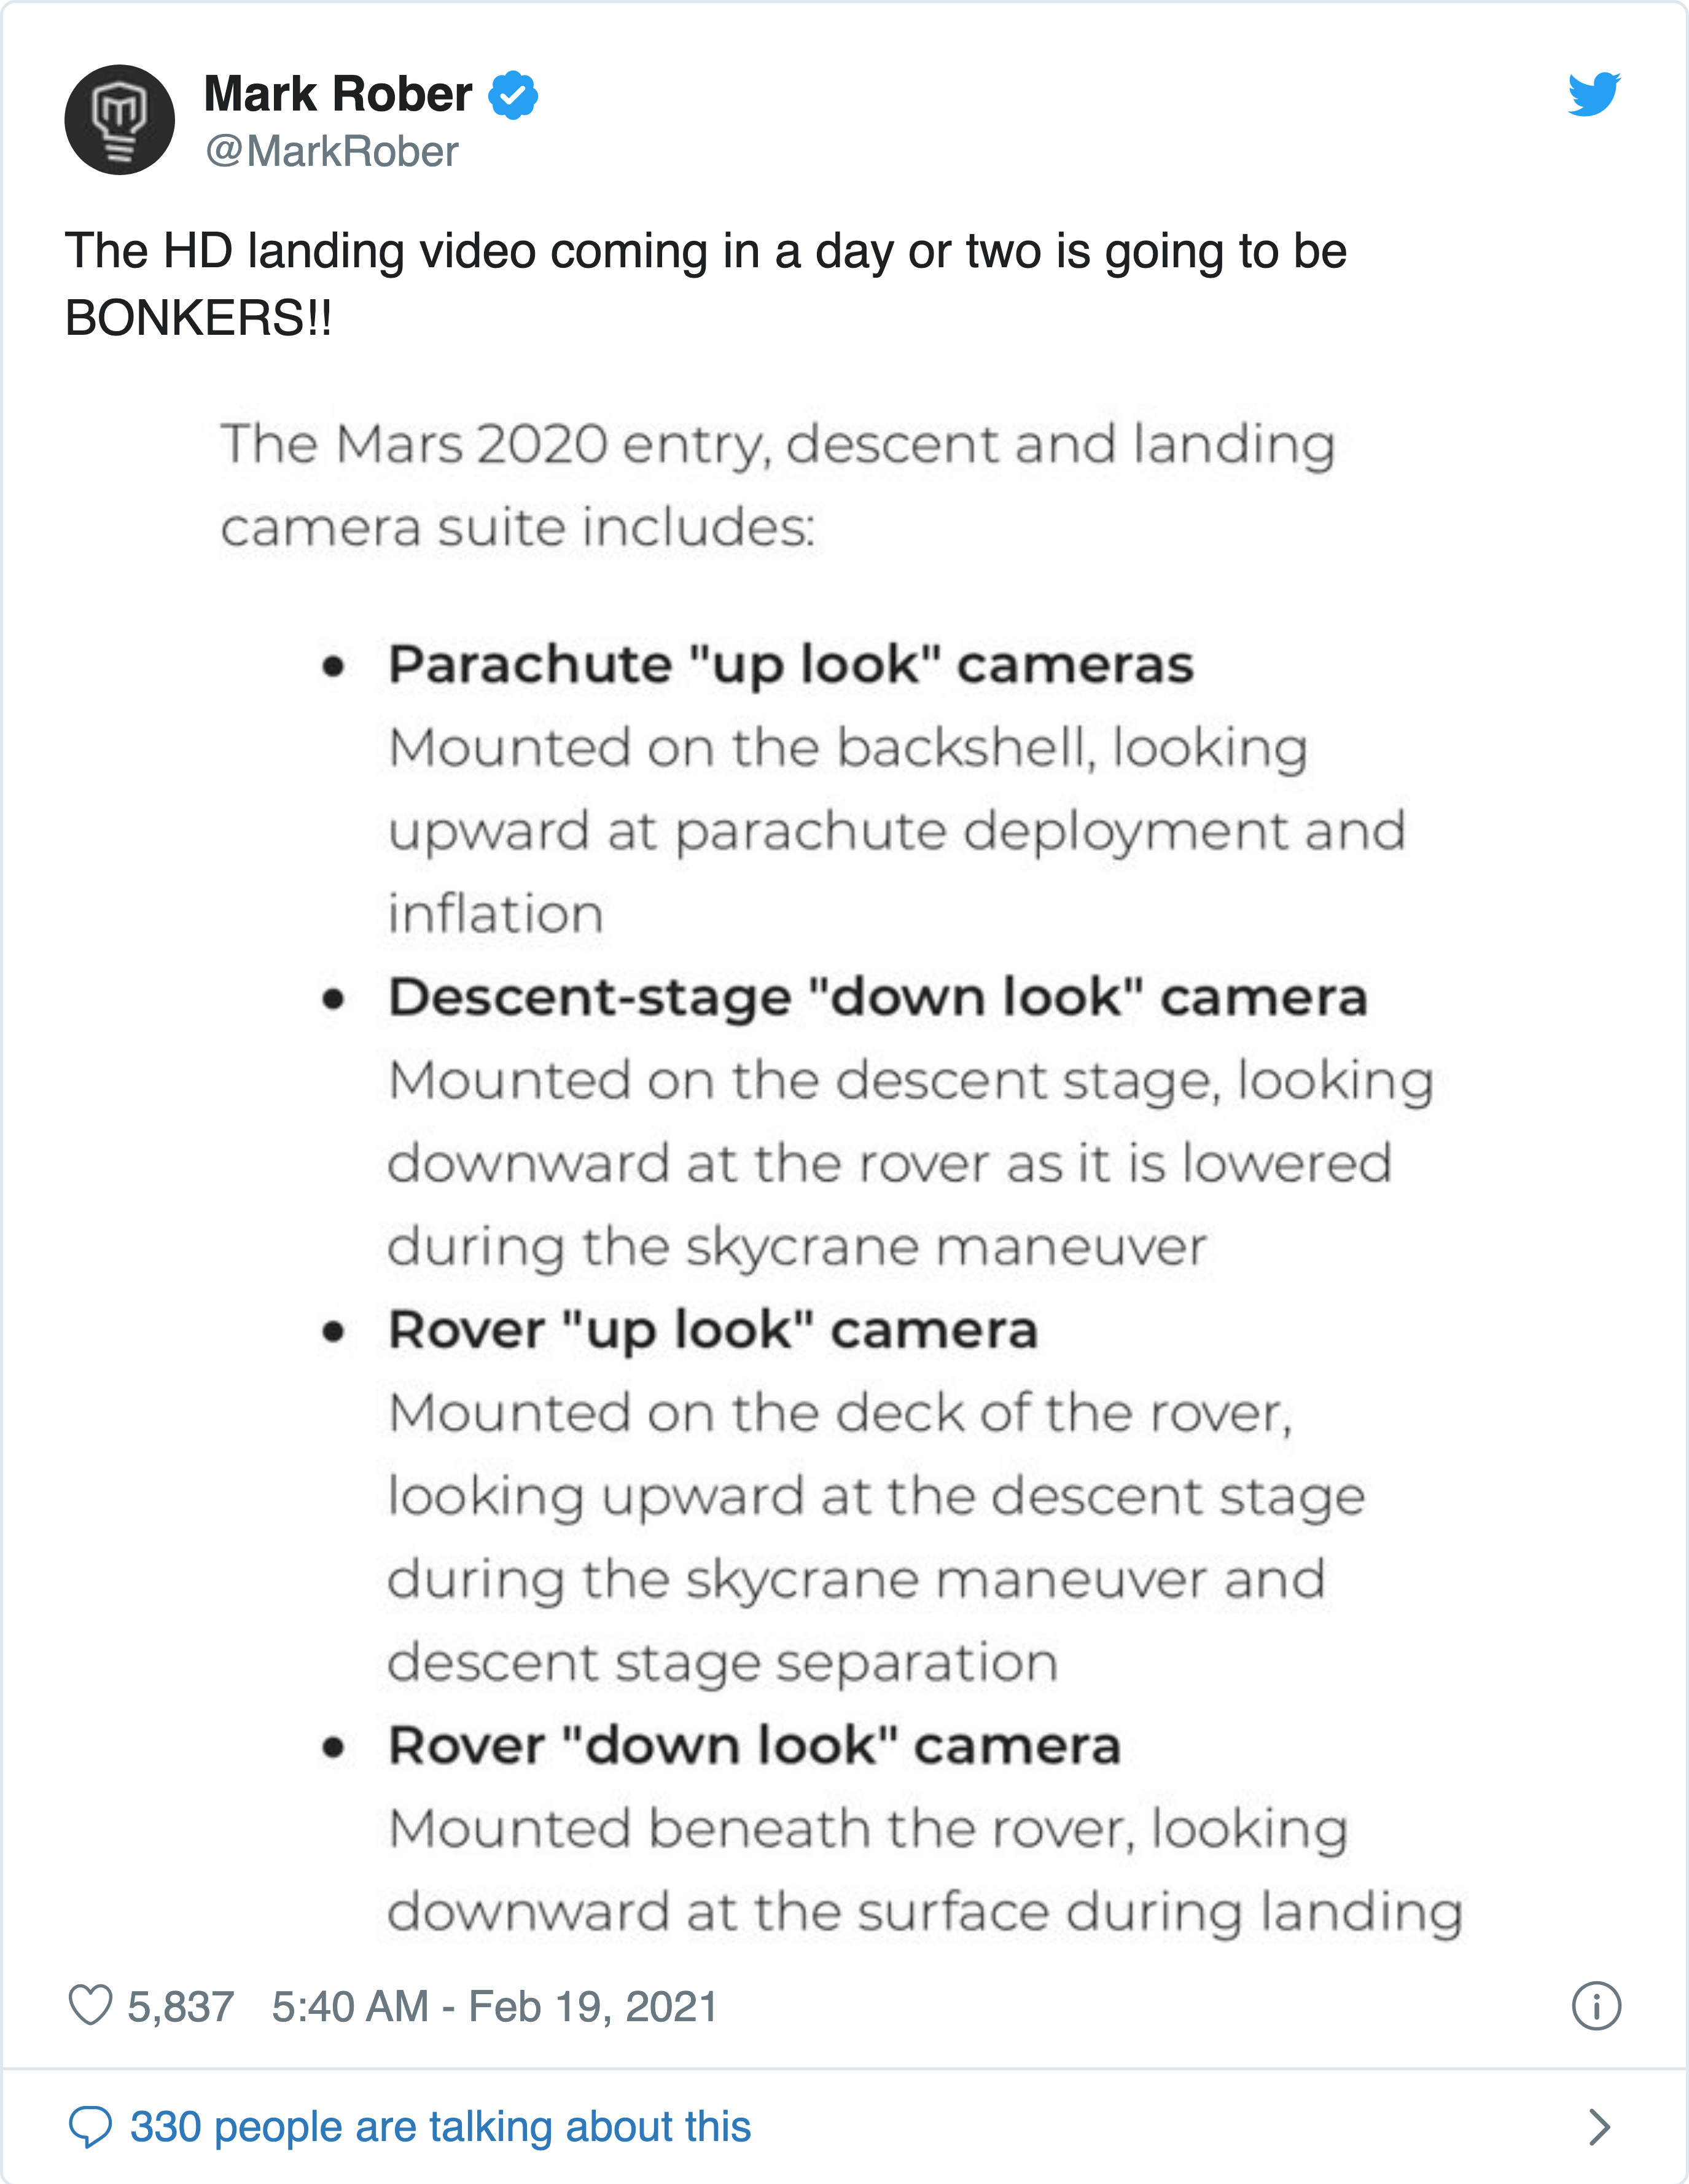 Mark Rober
@MarkRober
The HD landing video coming in a day or two is going to be
BONKERS!!
The Mars 2020 entry, descent and landing
camera suite includes:
• Parachute "up look" cameras
Mounted on the backshell, looking
upward at parachute deployment and
inflation
• Descent-stage "down look" camera
Mounted on the descent stage, looking
downward at the rover as it is lowered
during the skycrane maneuver
• Rover "up look" camera
Mounted on the deck of the rover,
looking upward at the descent stage
during the skycrane maneuver and
descent stage separation
• Rover "down look" camera
Mounted beneath the rover, looking
downward at the surface during landing
5,837 5:40 AM - Feb 19, 2021
330 people are talking about this